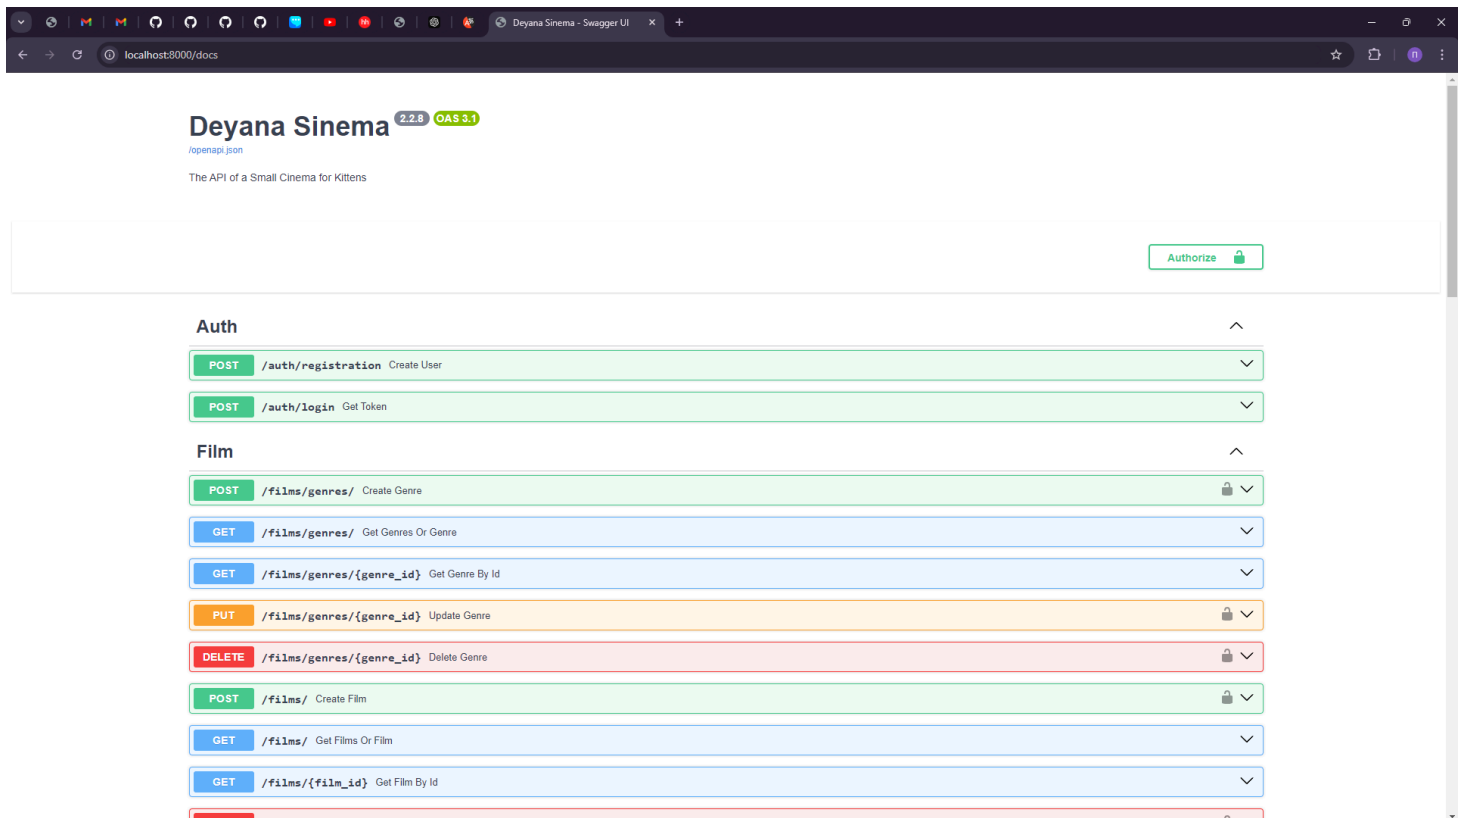 Deyana Sinema - Swagger UI
localhost:8000/docs
Deyana Sinema 2.2.8 OAS 3.1
/openapi.json
The API of a Small Cinema for Kittens
Authorize
Auth
POST /auth/registration Create User
POST /auth/login Get Token
Film
POST /films/genres/ Create Genre
GET /films/genres/ Get Genres Or Genre
GET /films/genres/{genre_id} Get Genre By Id
PUT /films/genres/{genre_id} Update Genre
DELETE /films/genres/{genre_id} Delete Genre
POST /films/ Create Film
GET /films/ Get Films Or Film
GET /films/{film_id} Get Film By Id